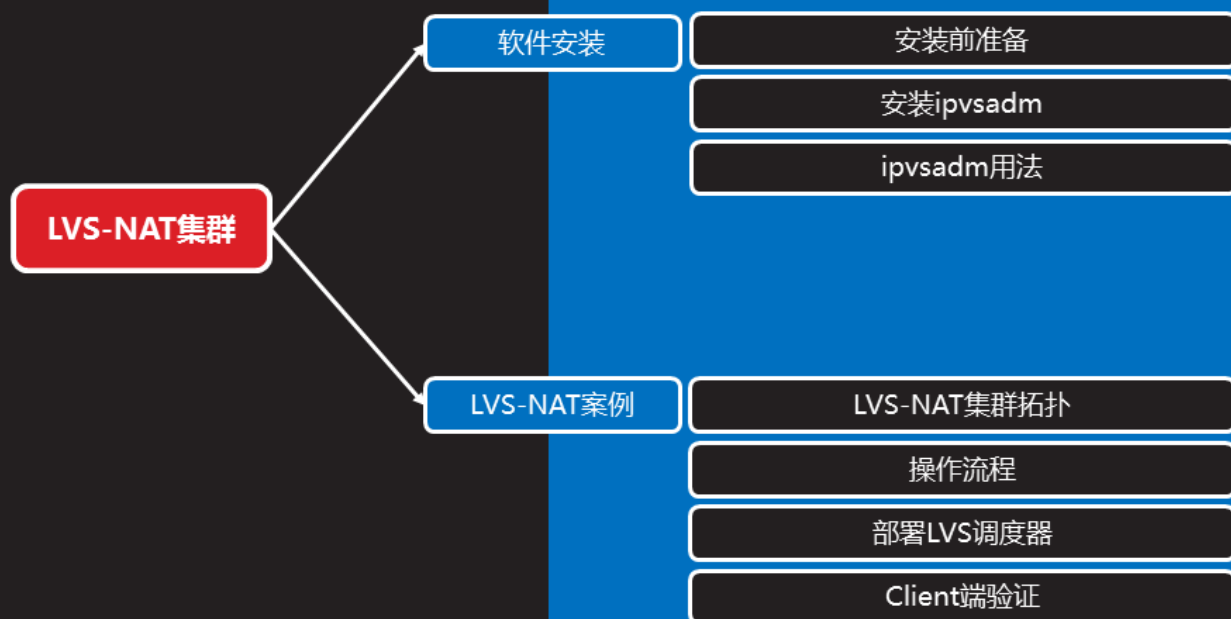 LVS-NAT集群
软件安装
安装前准备
安装ipvsadm
ipvsadm用法
LVS-NAT案例
LVS-NAT集群拓扑
操作流程
部署LVS调度器
Client端验证